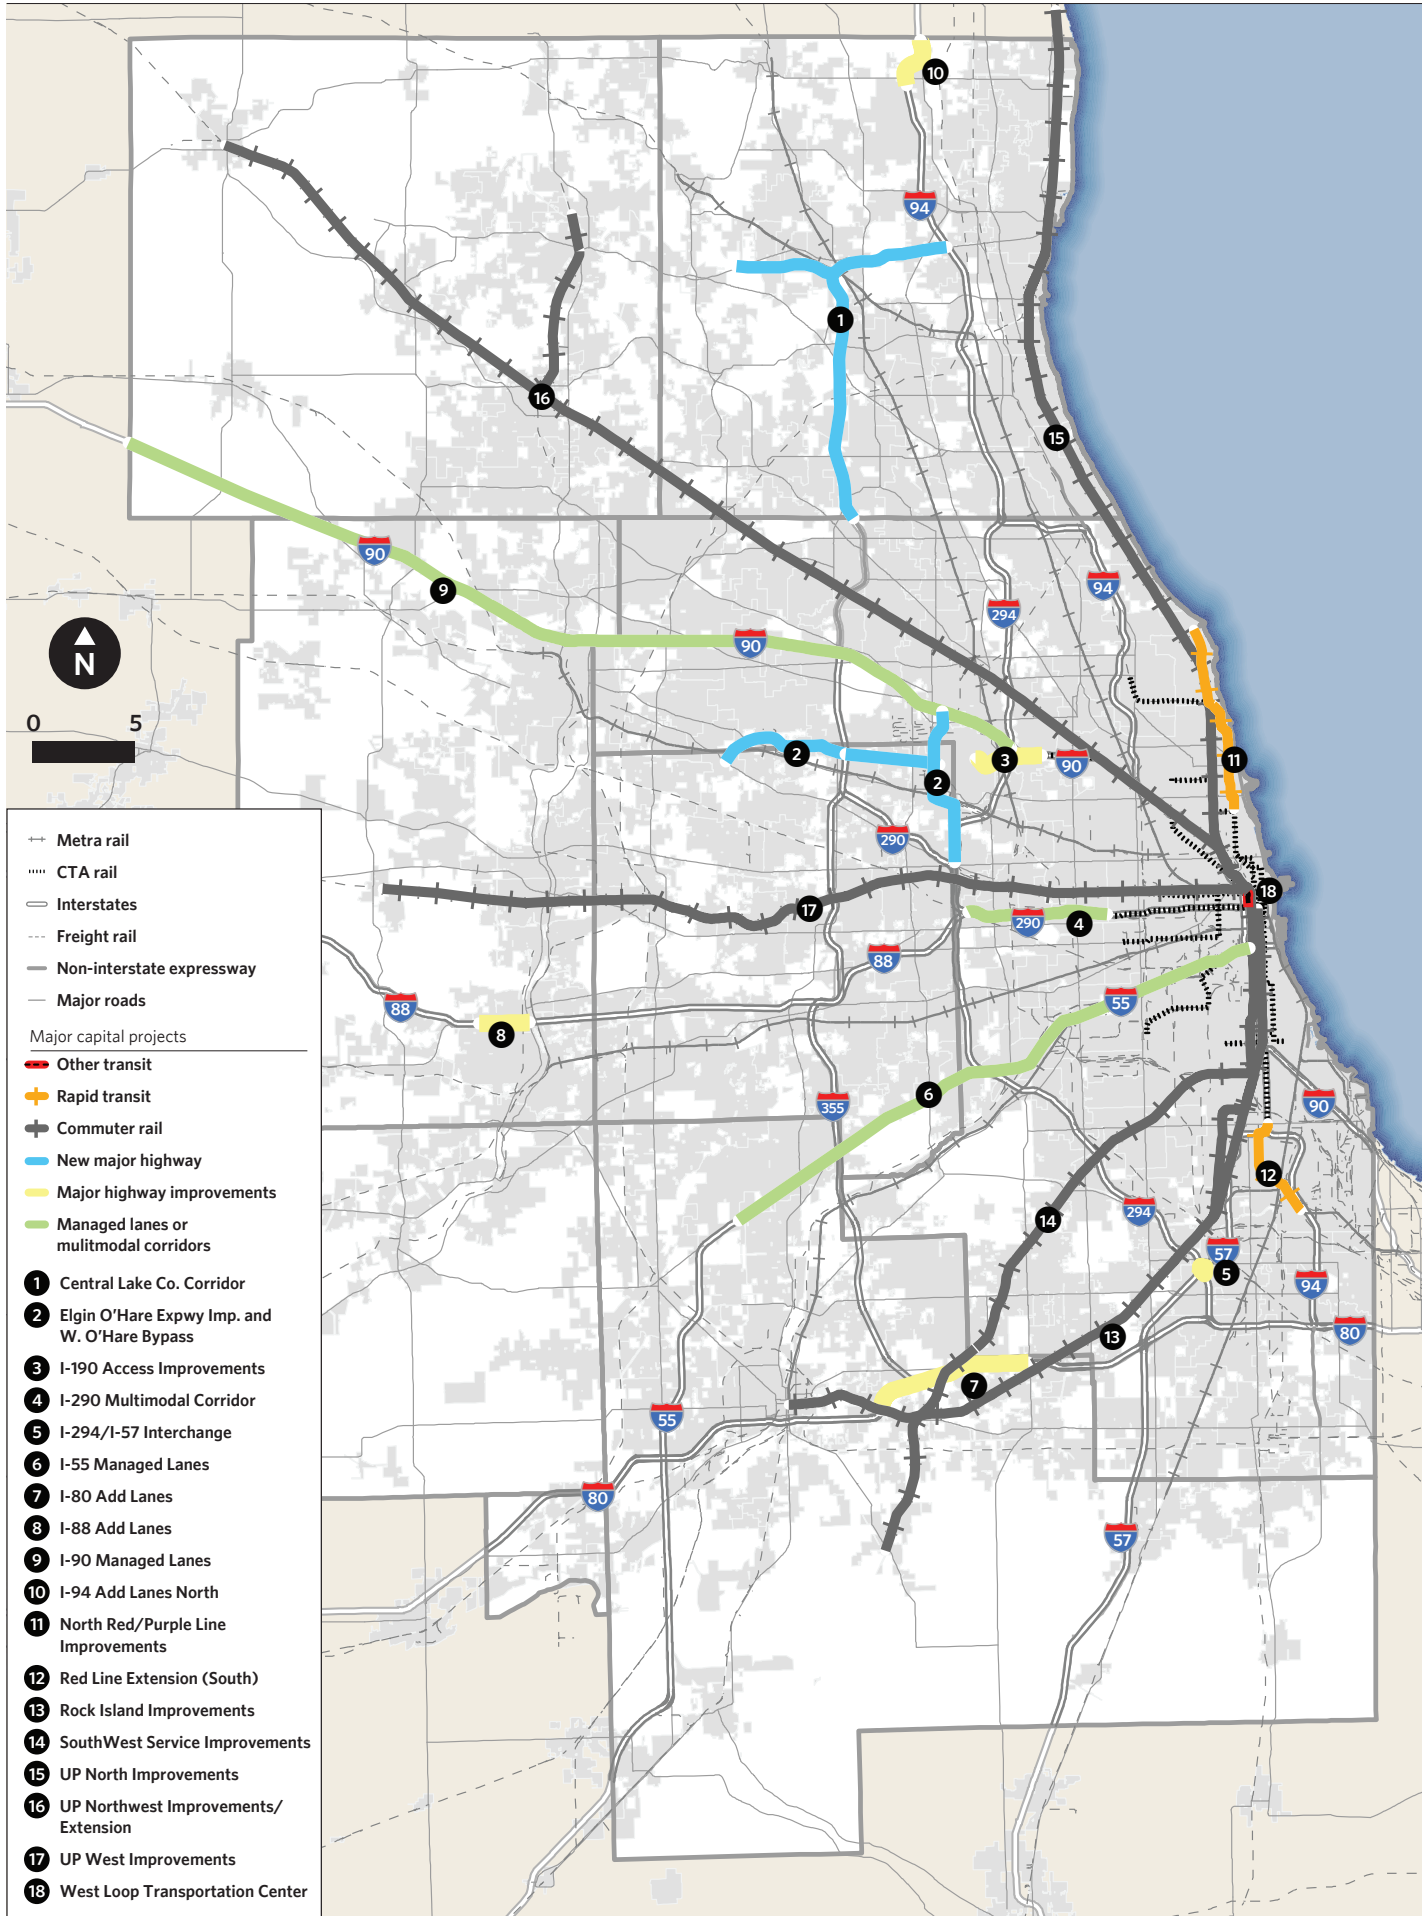 10
94
1
15
16
90
9
94
294
90
N
0 5
2
3
90
11
2
290
18
17
290
4
88
55
88
8
6
355
90
12
14
294
57
5
94
13
80
7
55
80
57
Metra rail
CTA rail
Interstates
Freight rail
Non-interstate expressway
Major roads
Major capital projects
Other transit
Rapid transit
Commuter rail
New major highway
Major highway improvements
Managed lanes or
mulitmodal corridors
1 Central Lake Co. Corridor
2 Elgin O'Hare Expwy Imp. and
W. O'Hare Bypass
3 I-190 Access Improvements
4 I-290 Multimodal Corridor
5 I-294/I-57 Interchange
6 I-55 Managed Lanes
7 I-80 Add Lanes
8 I-88 Add Lanes
9 I-90 Managed Lanes
10 I-94 Add Lanes North
11 North Red/Purple Line
Improvements
12 Red Line Extension (South)
13 Rock Island Improvements
14 SouthWest Service Improvements
15 UP North Improvements
16 UP Northwest Improvements/
Extension
17 UP West Improvements
18 West Loop Transportation Center